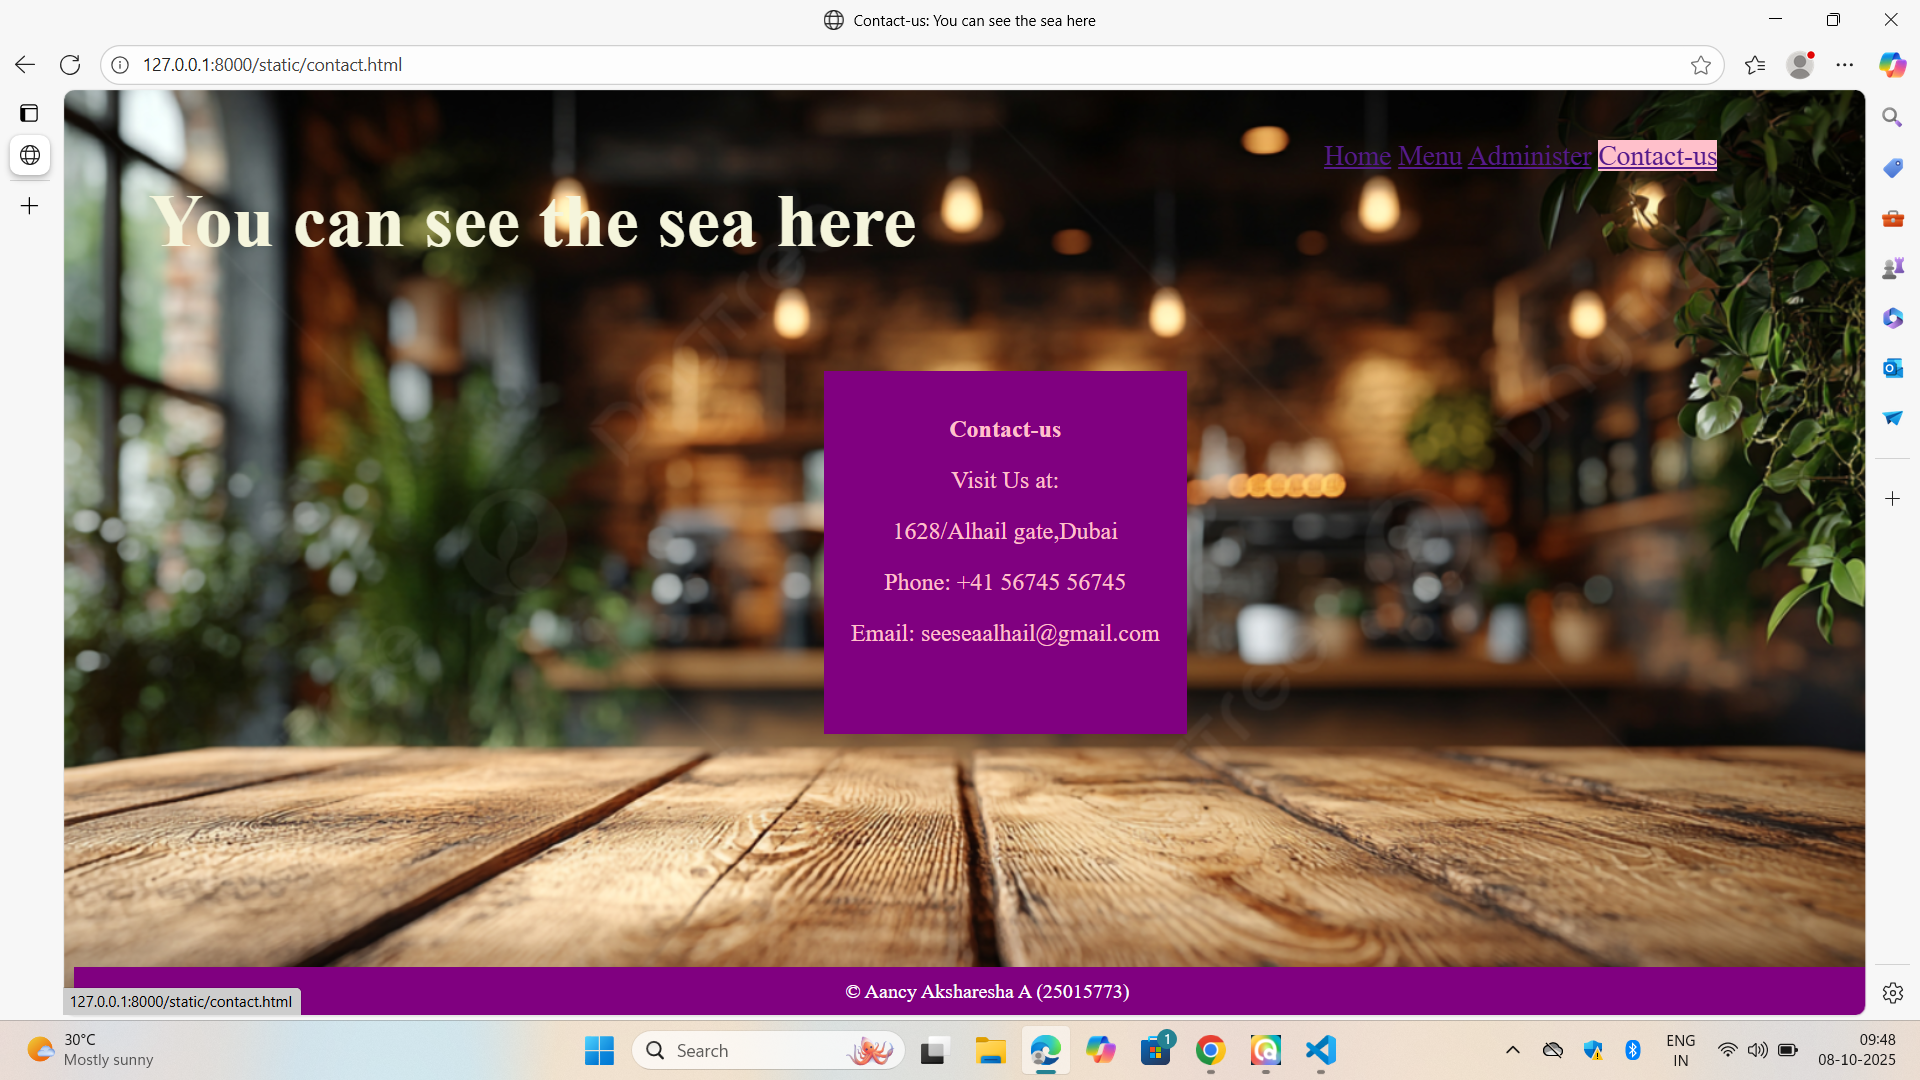 Contact-us: You can see the sea here
127.0.0.1:8000/static/contact.html
Home Menu Administer Contact-us
You can see the sea here
Contact-us
Visit Us at:
1628/Alhail gate,Dubai
Phone: +41 56745 56745
Email: seeseaalhail@gmail.com
© Aancy Aksharesha A (25015773)
127.0.0.1:8000/static/contact.html
30°C
Mostly sunny
Search
1
ENG
IN
09:48
08-10-2025